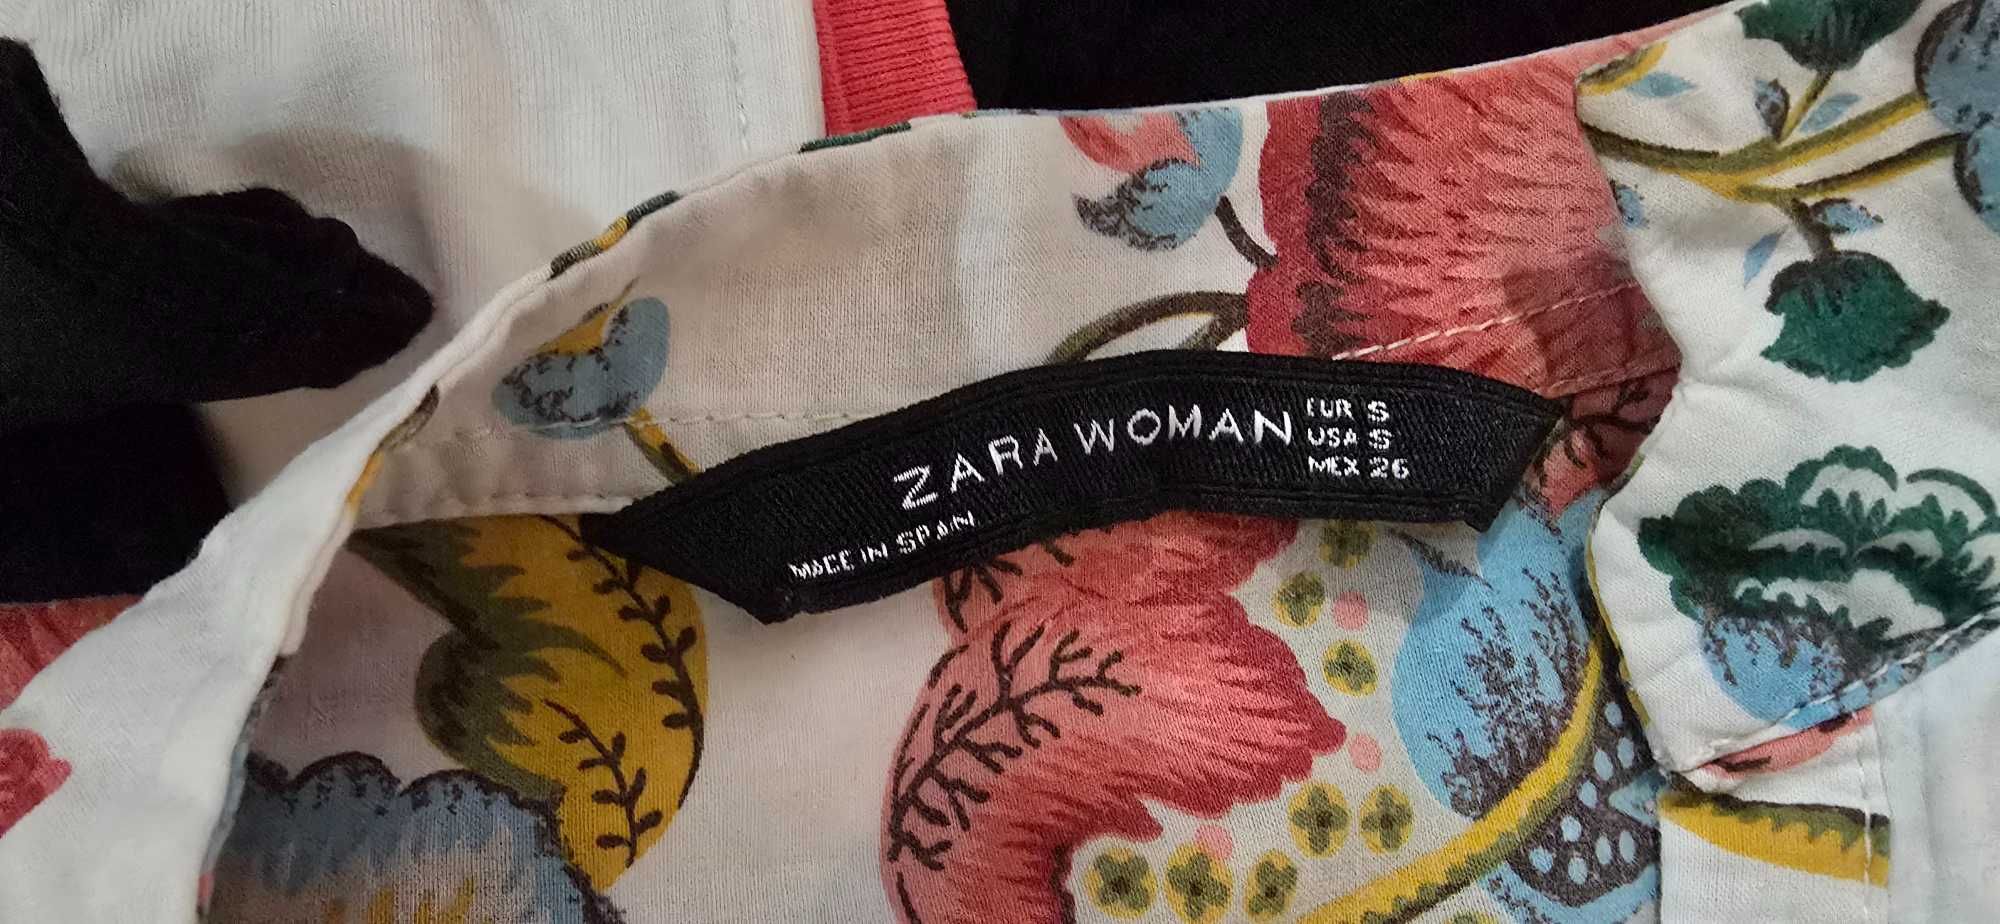 ZARA WOMAN
EUR S
USA S
MEX 26
MADE IN SPAIN